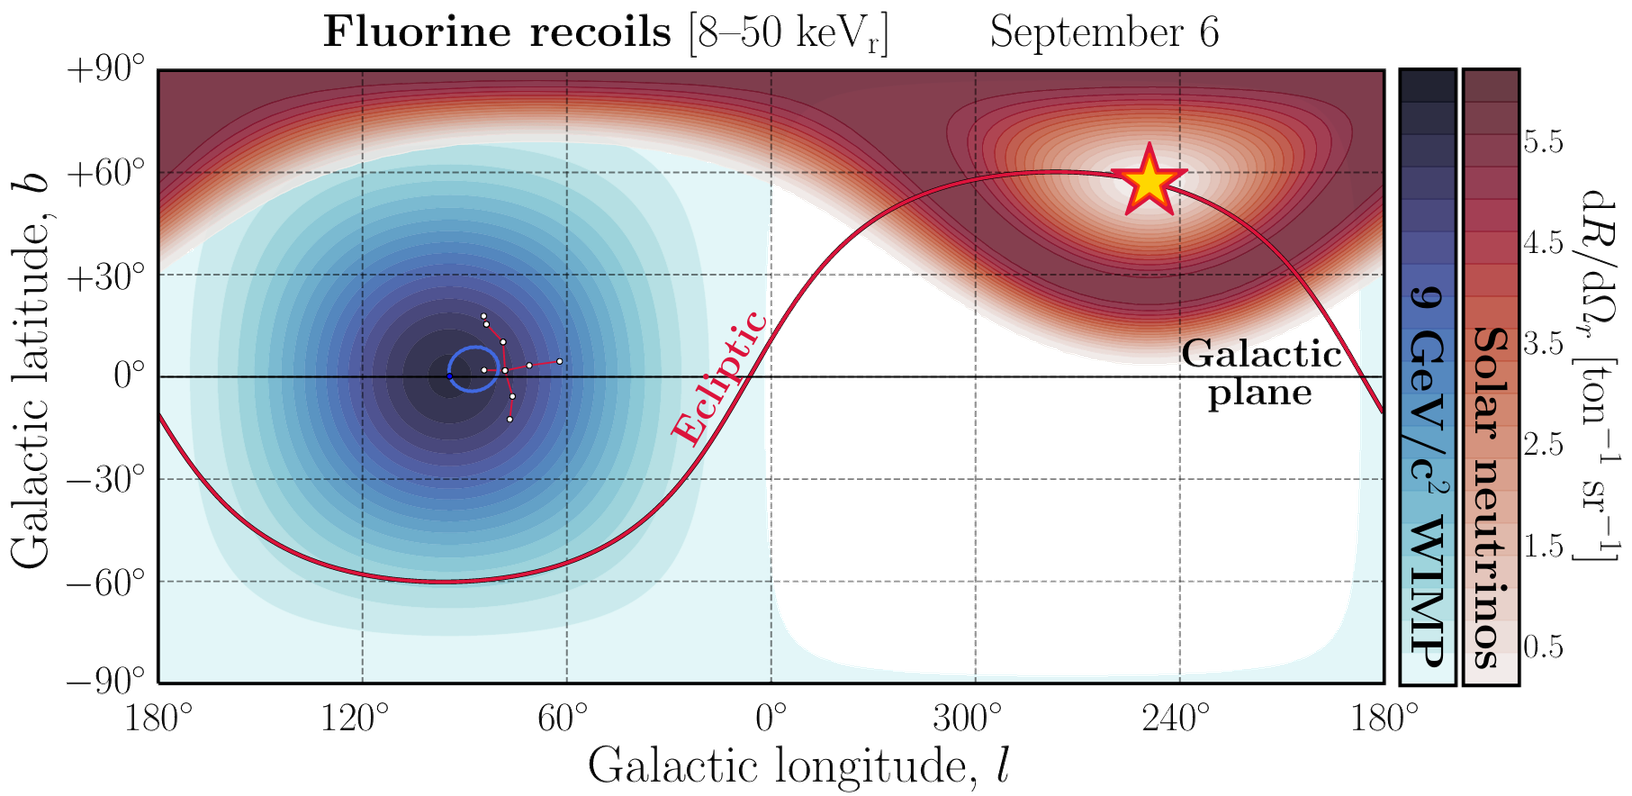 Fluorine recoils [8–50 keVᵣ] September 6
+90°
+60°
+30°
0°
−30°
−60°
−90°
Galactic latitude, b
180°
120°
60°
0°
300°
240°
180°
Galactic longitude, l
Ecliptic
Galactic
plane
9 GeV/c² WIMP
Solar neutrinos
5.5
4.5
3.5
2.5
1.5
0.5
dR/dΩᵣ [ton⁻¹ sr⁻¹]